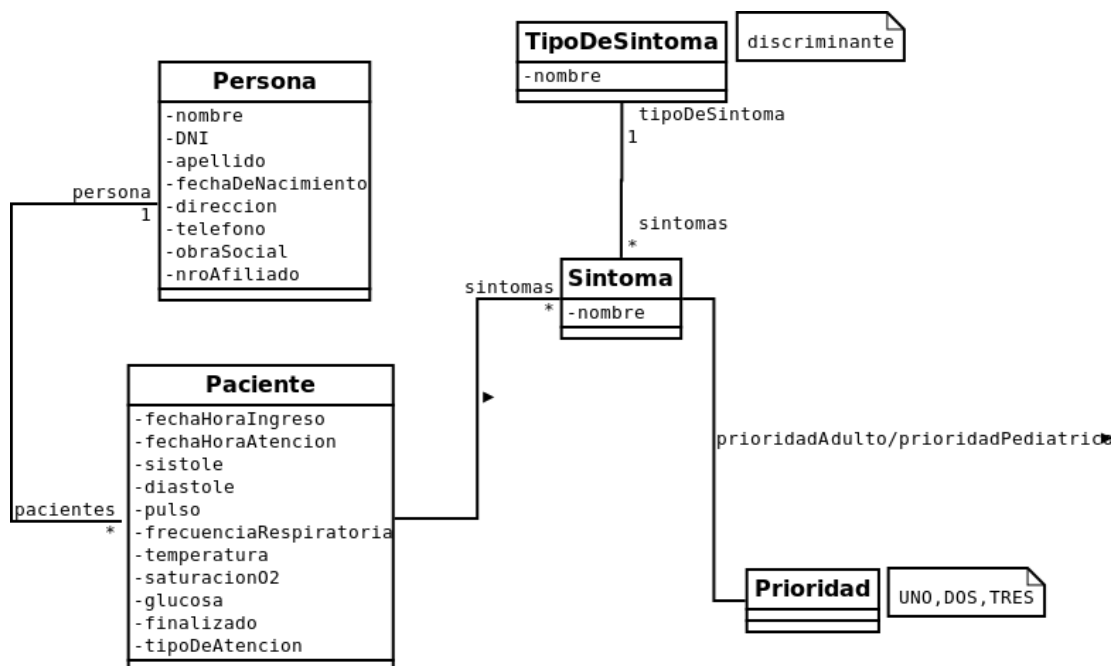 TipoDeSintoma
-nombre
discriminante
tipoDeSintoma
1
sintomas
*
Persona
-nombre
-DNI
-apellido
-fechaDeNacimiento
-direccion
-telefono
-obraSocial
-nroAfiliado
persona
1
Sintoma
-nombre
sintomas
*
Paciente
-fechaHoraIngreso
-fechaHoraAtencion
-sistole
-diastole
-pulso
-frecuenciaRespiratoria
-temperatura
-saturacionO2
-glucosa
-finalizado
-tipoDeAtencion
pacientes
*
prioridadAdulto/prioridadPediatrica
Prioridad
UNO,DOS,TRES